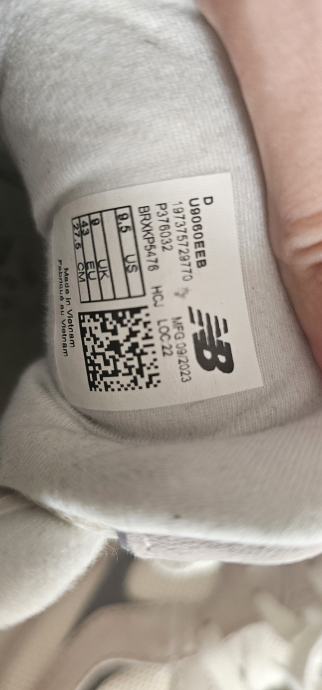 D
U9060EEB
197375729770
P376032
BRXKP5476 HCJ
MFG 09/2023
LOC 22
9.5 US
9 UK
43 EU
27.5 CM
Made in Vietnam
Fabriqué au Vietnam
NB